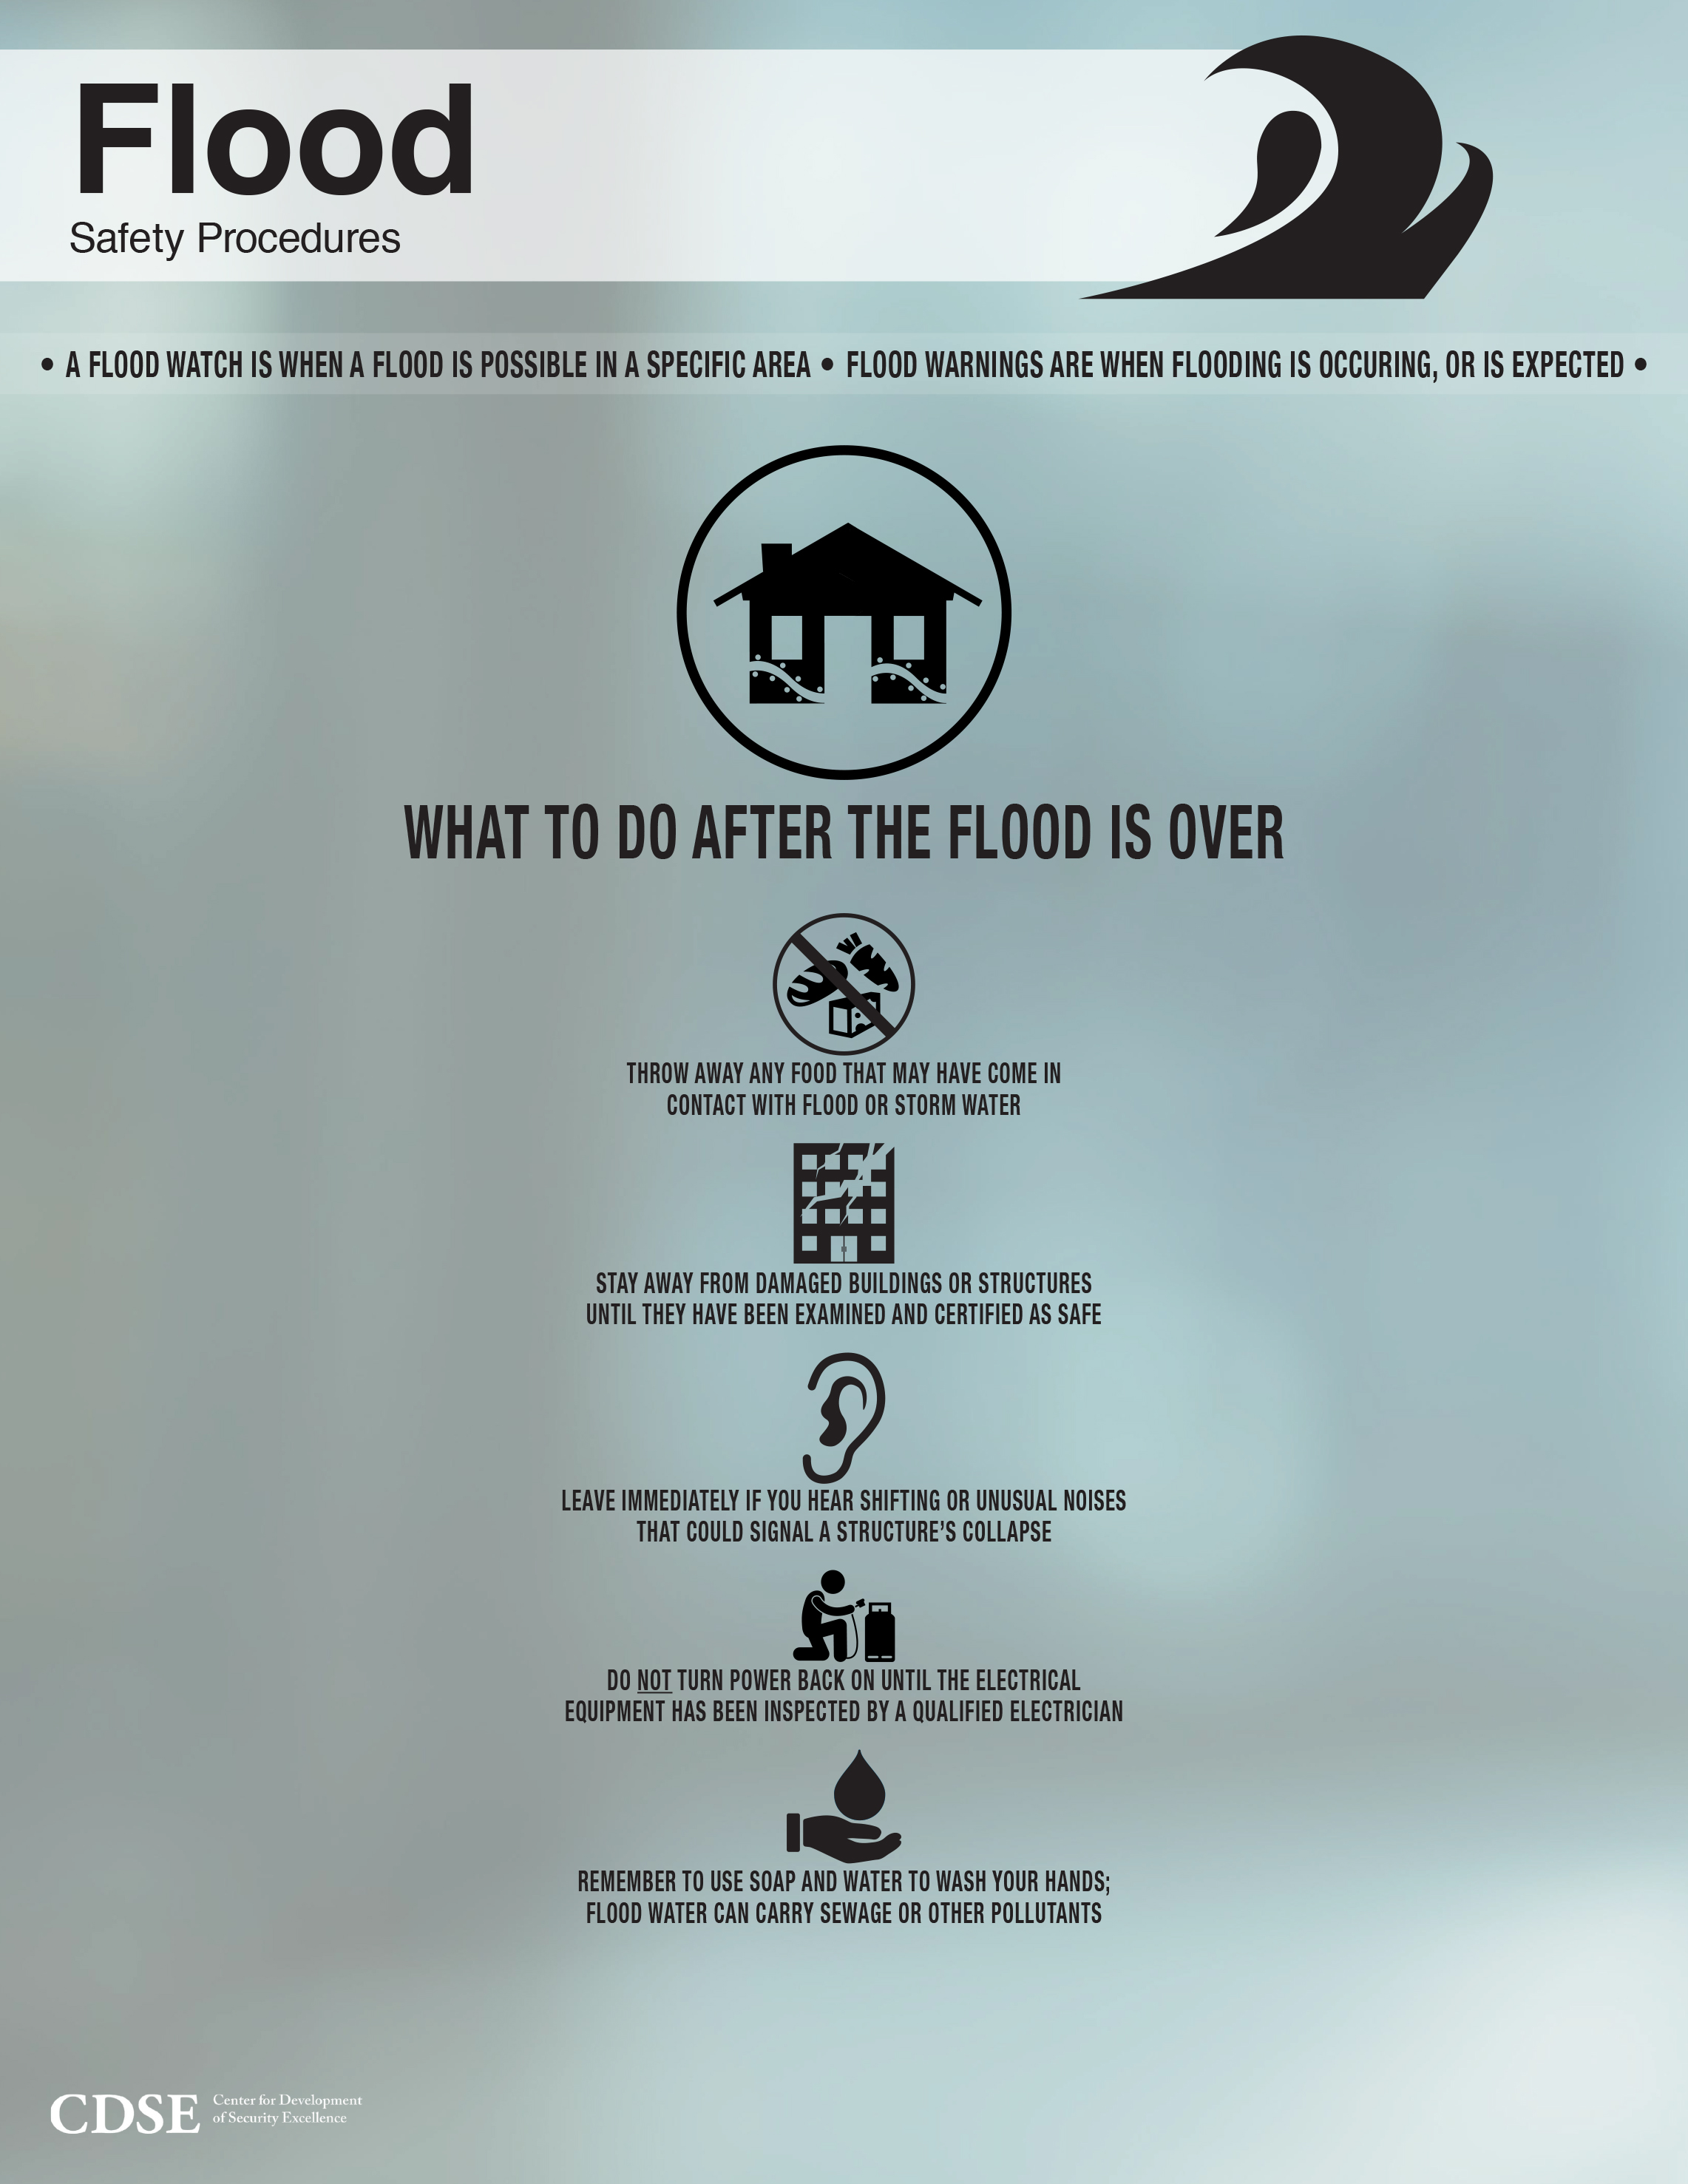 Flood
Safety Procedures
• A FLOOD WATCH IS WHEN A FLOOD IS POSSIBLE IN A SPECIFIC AREA • FLOOD WARNINGS ARE WHEN FLOODING IS OCCURING, OR IS EXPECTED •
WHAT TO DO AFTER THE FLOOD IS OVER
THROW AWAY ANY FOOD THAT MAY HAVE COME IN
CONTACT WITH FLOOD OR STORM WATER
STAY AWAY FROM DAMAGED BUILDINGS OR STRUCTURES
UNTIL THEY HAVE BEEN EXAMINED AND CERTIFIED AS SAFE
LEAVE IMMEDIATELY IF YOU HEAR SHIFTING OR UNUSUAL NOISES
THAT COULD SIGNAL A STRUCTURE’S COLLAPSE
DO NOT TURN POWER BACK ON UNTIL THE ELECTRICAL
EQUIPMENT HAS BEEN INSPECTED BY A QUALIFIED ELECTRICIAN
REMEMBER TO USE SOAP AND WATER TO WASH YOUR HANDS;
FLOOD WATER CAN CARRY SEWAGE OR OTHER POLLUTANTS
CDSE
Center for Development
of Security Excellence